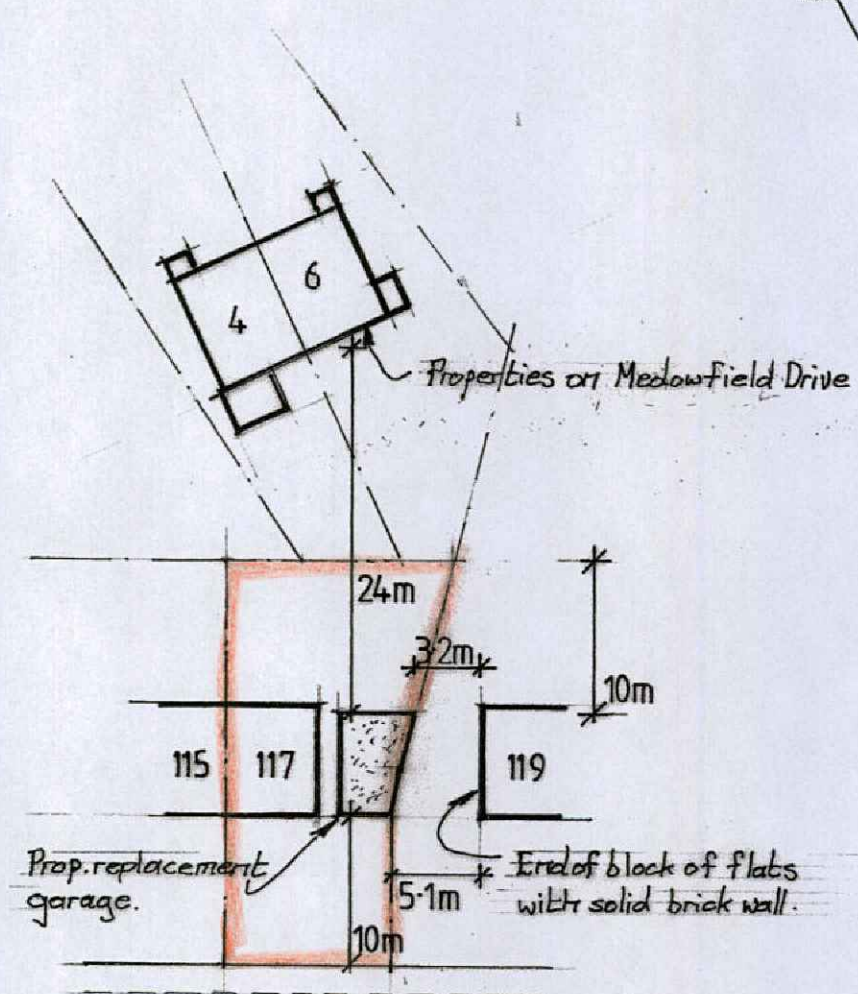 6
4
Properties on Medowfield Drive
24m
3·2m
10m
115
117
119
Prop. replacement
garage.
End of block of flats
with solid brick wall.
5·1m
10m